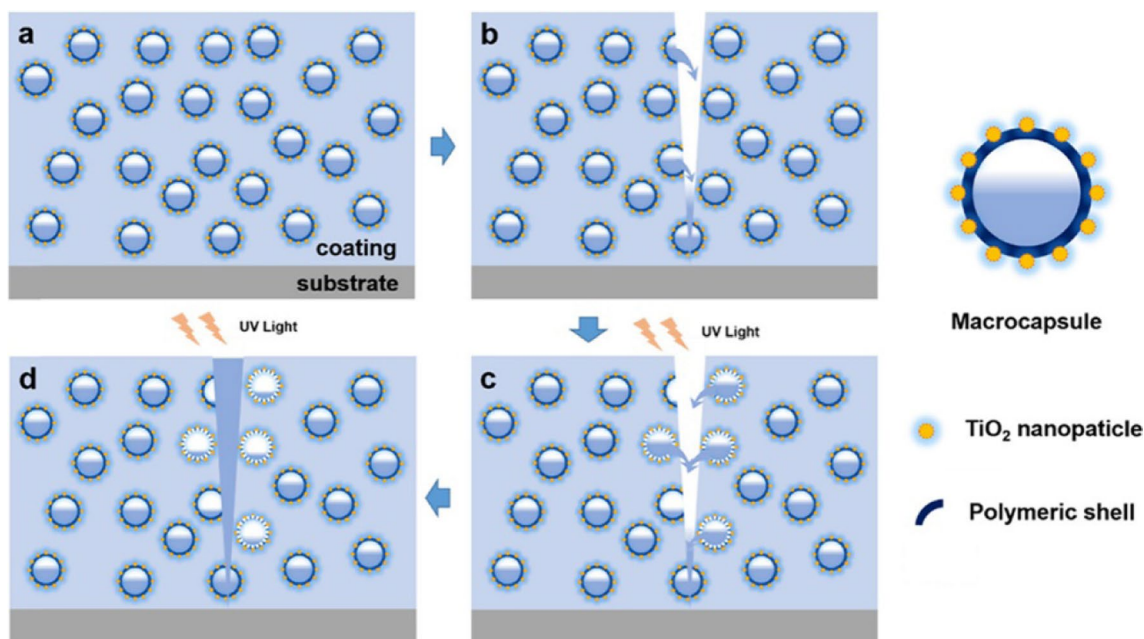 a
coating
substrate
b
Macrocapsule
TiO₂ nanopaticle
Polymeric shell
UV Light
d
UV Light
c